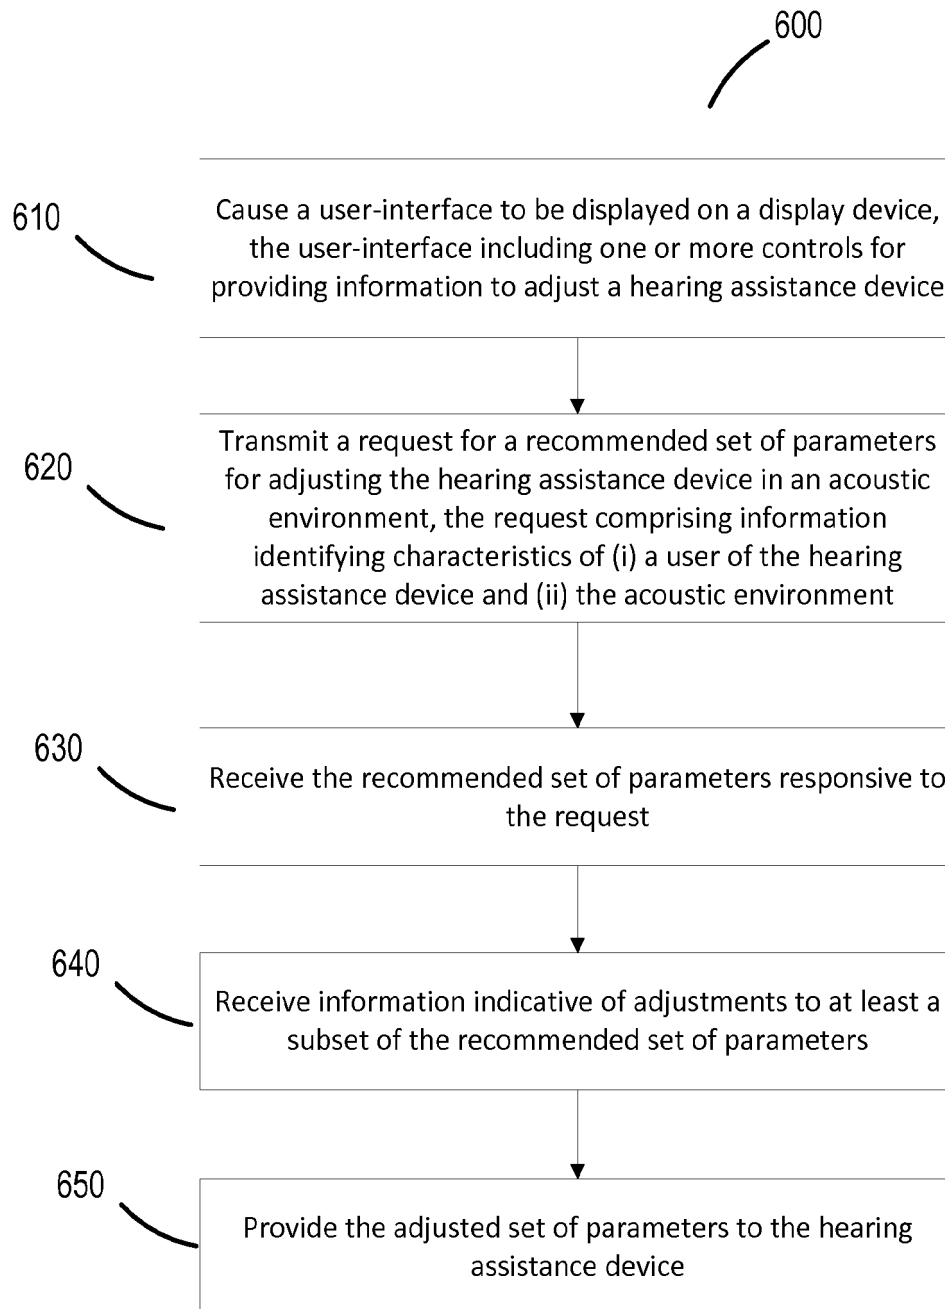 600
610
Cause a user-interface to be displayed on a display device,
the user-interface including one or more controls for
providing information to adjust a hearing assistance device
620
Transmit a request for a recommended set of parameters
for adjusting the hearing assistance device in an acoustic
environment, the request comprising information
identifying characteristics of (i) a user of the hearing
assistance device and (ii) the acoustic environment
630
Receive the recommended set of parameters responsive to
the request
640
Receive information indicative of adjustments to at least a
subset of the recommended set of parameters
650
Provide the adjusted set of parameters to the hearing
assistance device